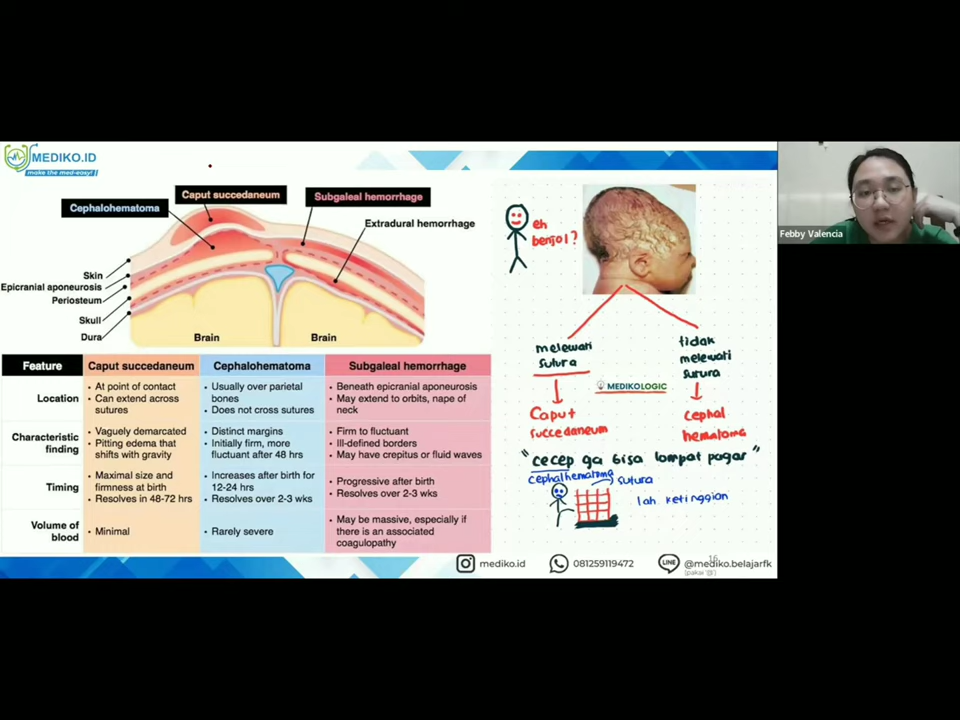 MEDIKO.ID
make the med-easy!
Caput succedaneum
Cephalohematoma
Subgaleal hemorrhage
Extradural hemorrhage
Skin
Epicranial aponeurosis
Periosteum
Skull
Dura
Brain
Brain
Feature
Caput succedaneum
Cephalohematoma
Subgaleal hemorrhage
Location
• At point of contact
• Can extend across
sutures
• Usually over parietal
bones
• Does not cross sutures
• Beneath epicranial aponeurosis
• May extend to orbits, nape of
neck
Characteristic
finding
• Vaguely demarcated
• Pitting edema that
shifts with gravity
• Distinct margins
• Initially firm, more
fluctuant after 48 hrs
• Firm to fluctuant
• Ill-defined borders
• May have crepitus or fluid waves
Timing
• Maximal size and
firmness at birth
• Resolves in 48-72 hrs
• Increases after birth for
12-24 hrs
• Resolves over 2-3 wks
• Progressive after birth
• Resolves over 2-3 wks
Volume of
blood
• Minimal
• Rarely severe
• May be massive, especially if
there is an associated
coagulopathy
eh
benjol?
melewati
sutura
tidak
melewati
sutura
MEDIKOLOGIC
Caput
succedaneum
cephal
hematoma
"cecep ga bisa lompat pagar"
cephalhematoma
sutura
lah ketinggian
mediko.id
081259119472
LINE
@mediko.belajarfk
(pakai '@')
16
Febby Valencia